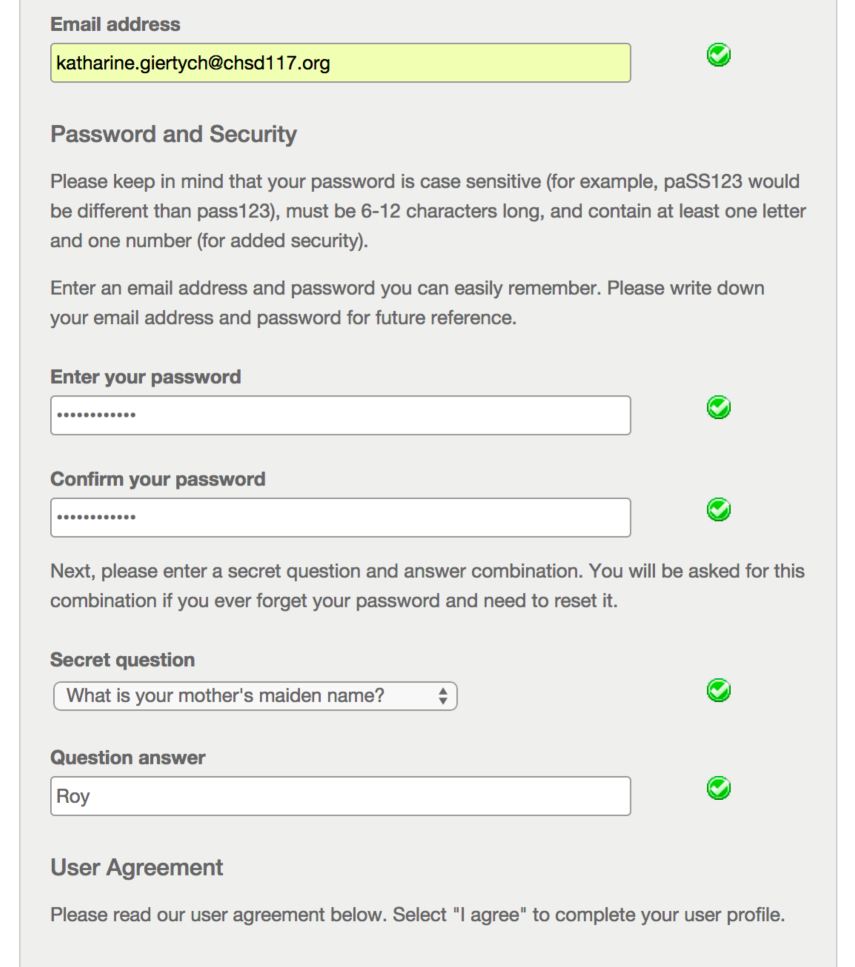 Email address
katharine.giertych@chsd117.org
Password and Security
Please keep in mind that your password is case sensitive (for example, paSS123 would
be different than pass123), must be 6-12 characters long, and contain at least one letter
and one number (for added security).
Enter an email address and password you can easily remember. Please write down
your email address and password for future reference.
Enter your password
••••••••••••
Confirm your password
••••••••••••
Next, please enter a secret question and answer combination. You will be asked for this
combination if you ever forget your password and need to reset it.
Secret question
What is your mother's maiden name?
Question answer
Roy
User Agreement
Please read our user agreement below. Select "I agree" to complete your user profile.